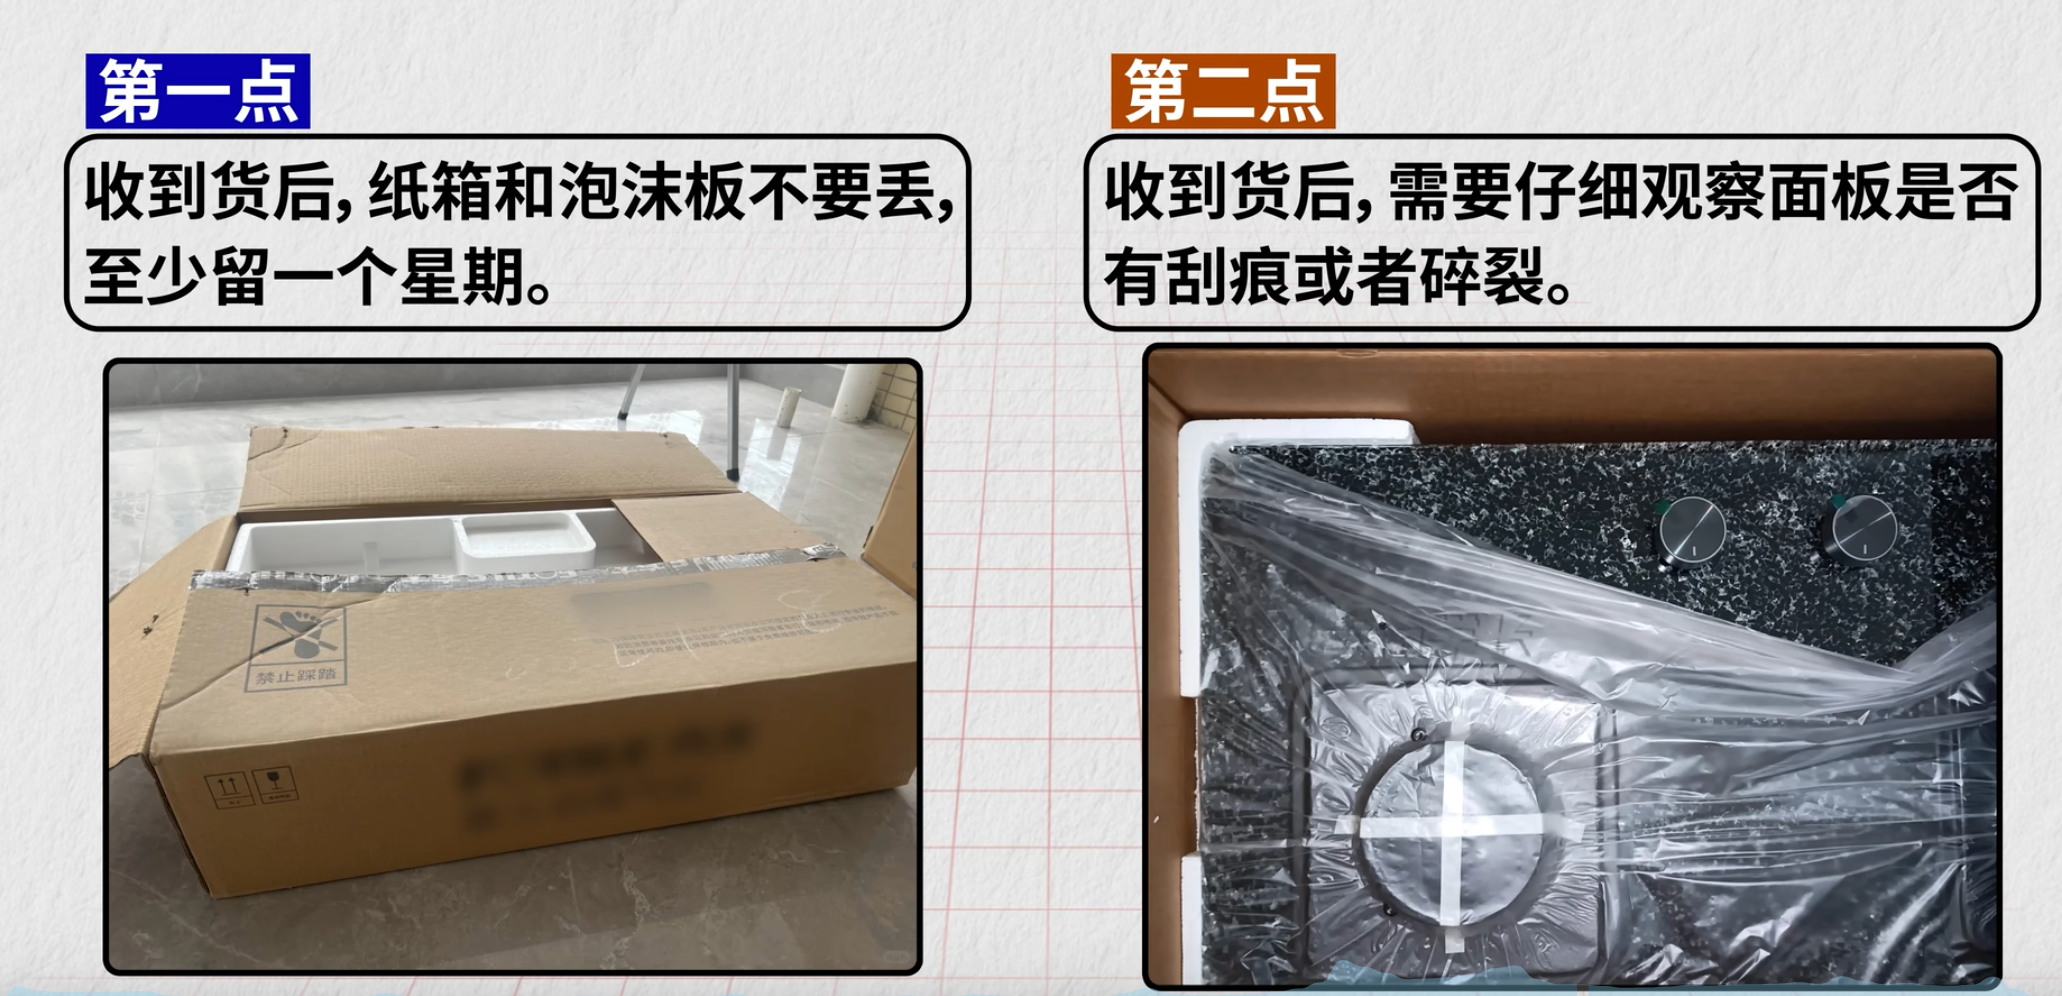 第一点
收到货后，纸箱和泡沫板不要丢，
至少留一个星期。
第二点
收到货后，需要仔细观察面板是否
有刮痕或者碎裂。
禁止踩踏